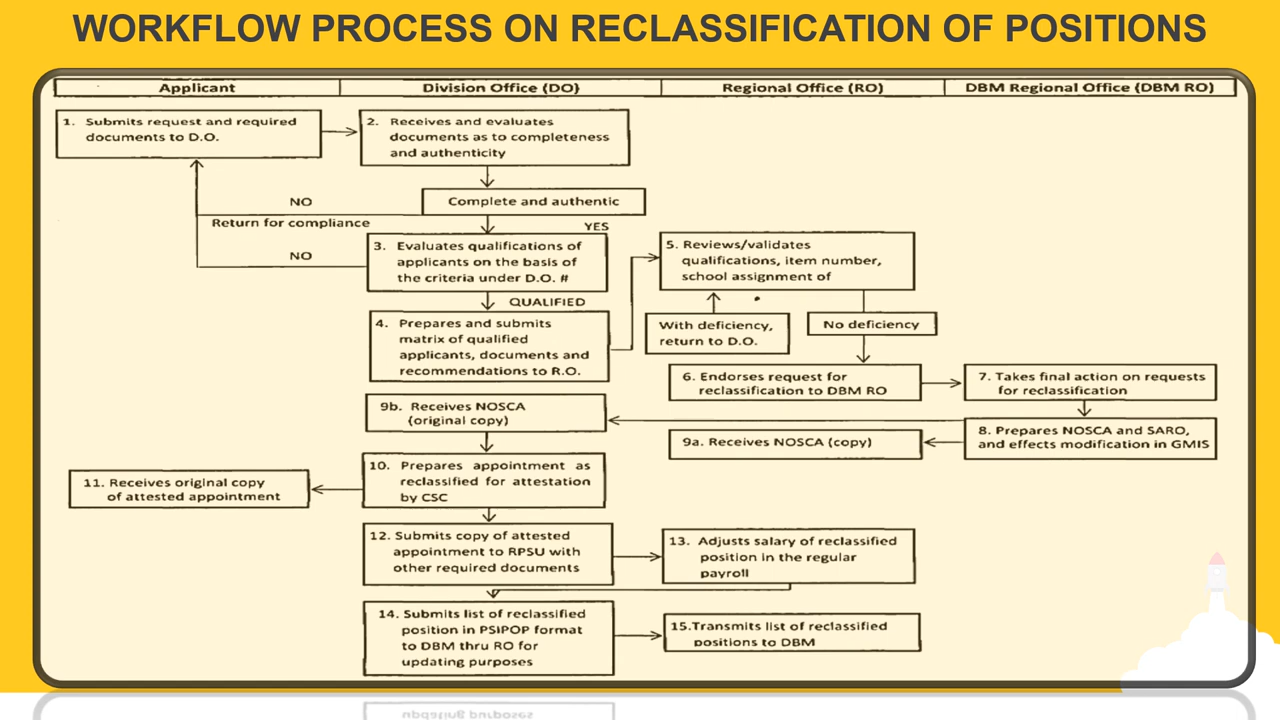 WORKFLOW PROCESS ON RECLASSIFICATION OF POSITIONS
Applicant
Division Office (DO)
Regional Office (RO)
DBM Regional Office (DBM RO)
1. Submits request and required
documents to D.O.
2. Receives and evaluates
documents as to completeness
and authenticity
Complete and authentic
NO
Return for compliance
YES
NO
3. Evaluates qualifications of
applicants on the basis of
the criteria under D.O. #
QUALIFIED
4. Prepares and submits
matrix of qualified
applicants, documents and
recommendations to R.O.
5. Reviews/validates
qualifications, item number,
school assignment of
With deficiency,
return to D.O.
No deficiency
6. Endorses request for
reclassification to DBM RO
7. Takes final action on requests
for reclassification
8. Prepares NOSCA and SARO,
and effects modification in GMIS
9a. Receives NOSCA (copy)
9b. Receives NOSCA
(original copy)
10. Prepares appointment as
reclassified for attestation
by CSC
11. Receives original copy
of attested appointment
12. Submits copy of attested
appointment to RPSU with
other required documents
13. Adjusts salary of reclassified
position in the regular
payroll
14. Submits list of reclassified
position in PSIPOP format
to DBM thru RO for
updating purposes
15.Transmits list of reclassified
positions to DBM